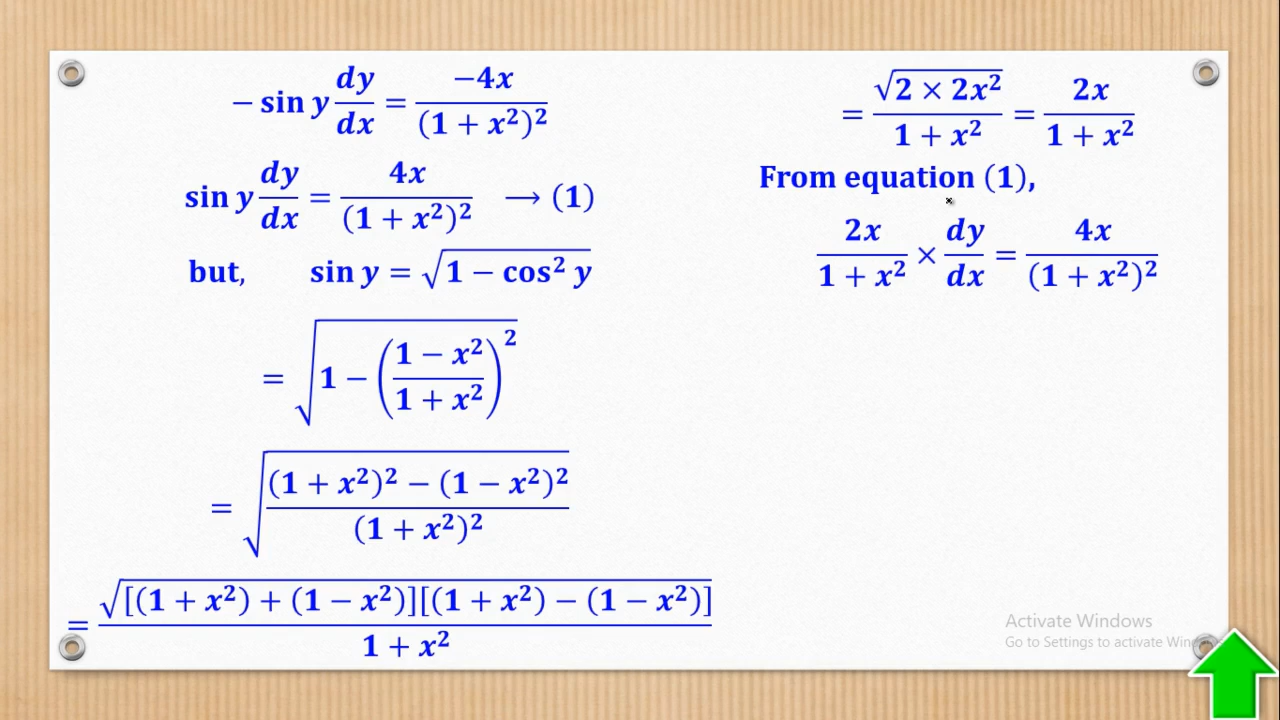 − sin y dy/dx = −4x/(1 + x²)²
sin y dy/dx = 4x/(1 + x²)² → (1)
but, sin y = √(1 − cos² y)
= √(1 − ((1 − x²)/(1 + x²))²)
= √(((1 + x²)² − (1 − x²)²)/(1 + x²)²)
= √([(1 + x²) + (1 − x²)][(1 + x²) − (1 − x²)])/(1 + x²)
= √(2 × 2x²)/(1 + x²) = 2x/(1 + x²)
From equation (1),
2x/(1 + x²) × dy/dx = 4x/(1 + x²)²
Activate Windows
Go to Settings to activate